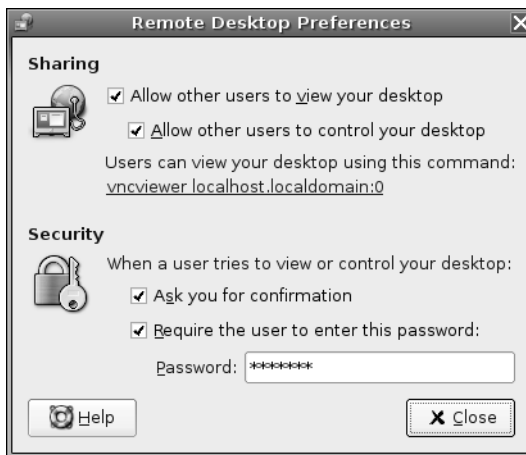 Remote Desktop Preferences
Sharing
Allow other users to view your desktop
Allow other users to control your desktop
Users can view your desktop using this command:
vncviewer localhost.localdomain:0
Security
When a user tries to view or control your desktop:
Ask you for confirmation
Require the user to enter this password:
Password: *******
Help
Close